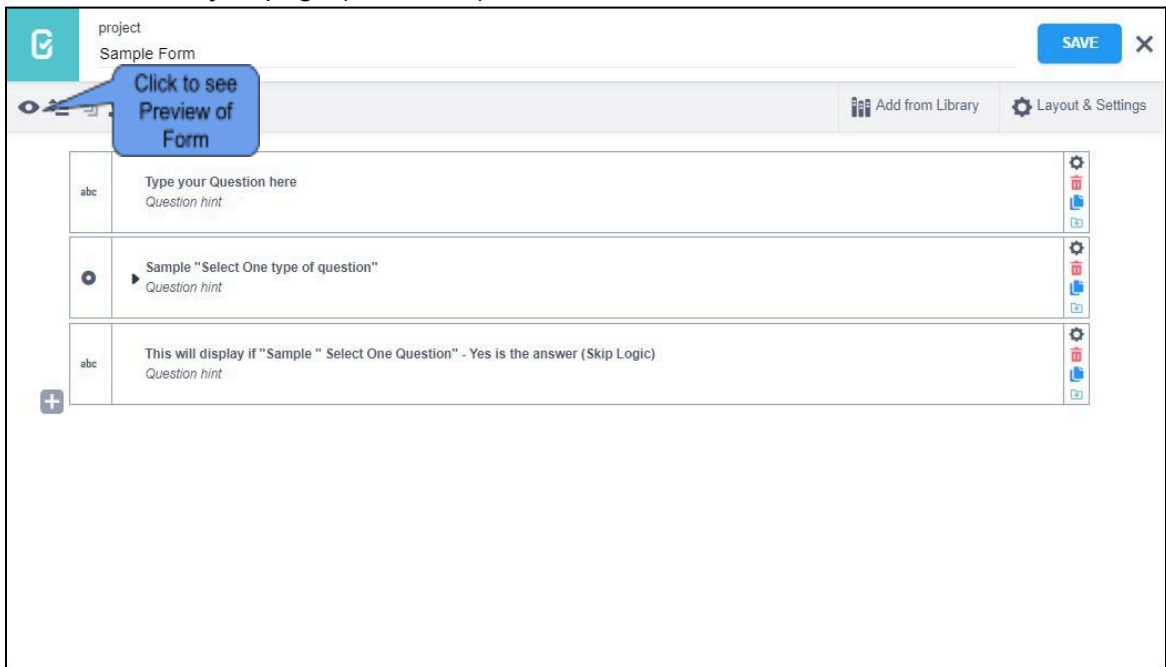 project
Sample Form
SAVE
Click to see
Preview of
Form
Add from Library
Layout & Settings
abc
Type your Question here
Question hint
Sample "Select One type of question"
Question hint
abc
This will display if "Sample " Select One Question" - Yes is the answer (Skip Logic)
Question hint